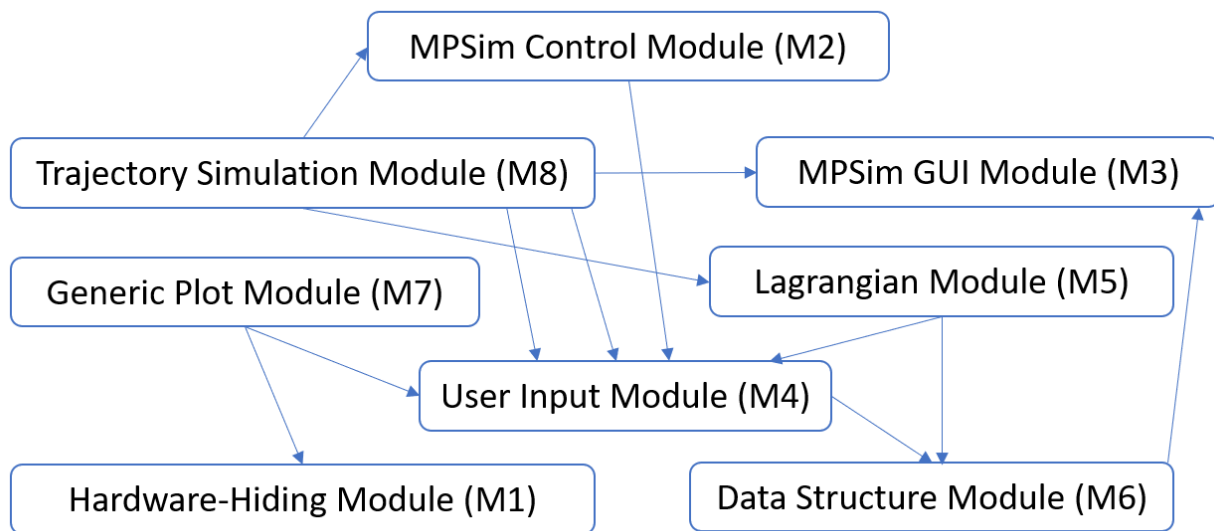 MPSim Control Module (M2)
Trajectory Simulation Module (M8)
MPSim GUI Module (M3)
Generic Plot Module (M7)
Lagrangian Module (M5)
User Input Module (M4)
Hardware-Hiding Module (M1)
Data Structure Module (M6)